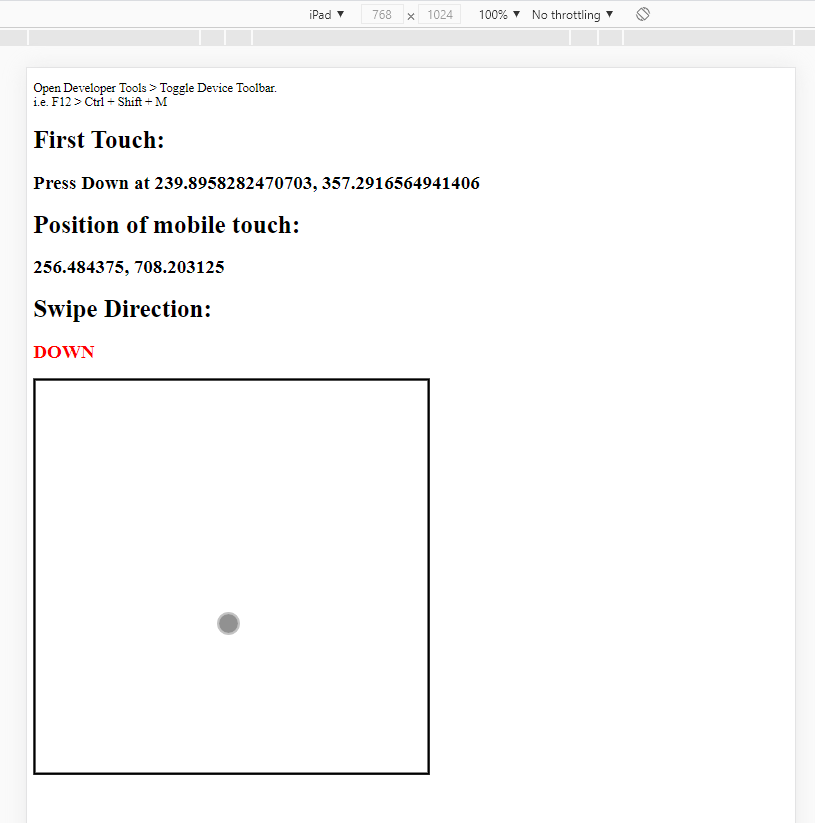 iPad ▼ 768 x 1024 100% ▼ No throttling ▼
Open Developer Tools > Toggle Device Toolbar.
i.e. F12 > Ctrl + Shift + M
First Touch:
Press Down at 239.8958282470703, 357.2916564941406
Position of mobile touch:
256.484375, 708.203125
Swipe Direction:
DOWN